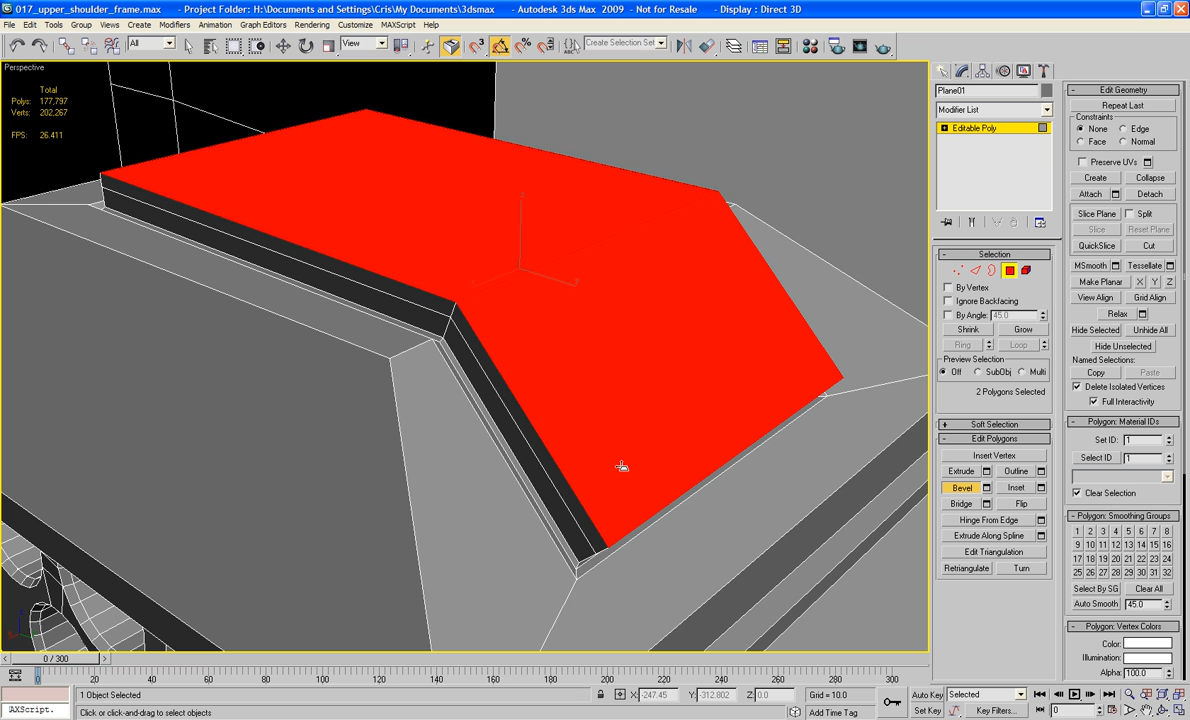 017_upper_shoulder_frame.max - Project Folder: H:\Documents and Settings\Cris\My Documents\3dsmax - Autodesk 3ds Max 2009 - Not for Resale - Display : Direct 3D
File Edit Tools Group Views Create Modifiers Animation Graph Editors Rendering Customize MAXScript Help
All View Create Selection Set
Perspective
Total
Polys: 177,797
Verts: 202,267
FPS: 26.411
Plane01
Modifier List
Editable Poly
Selection
By Vertex
Ignore Backfacing
By Angle: 45.0
Shrink Grow
Ring Loop
Preview Selection
Off SubObj Multi
2 Polygons Selected
Soft Selection
Edit Polygons
Insert Vertex
Extrude Outline
Bevel Inset
Bridge Flip
Hinge From Edge
Extrude Along Spline
Edit Triangulation
Retriangulate Turn
Edit Geometry
Repeat Last
Constraints
None Edge
Face Normal
Preserve UVs
Create Collapse
Attach Detach
Slice Plane Split
Slice Reset Plane
QuickSlice Cut
MSmooth Tessellate
Make Planar X Y Z
View Align Grid Align
Relax
Hide Selected Unhide All
Hide Unselected
Named Selections:
Copy Paste
Delete Isolated Vertices
Full Interactivity
Polygon: Material IDs
Set ID: 1
Select ID 1
Clear Selection
Polygon: Smoothing Groups
1 2 3 4 5 6 7 8
9 10 11 12 13 14 15 16
17 18 19 20 21 22 23 24
25 26 27 28 29 30 31 32
Select By SG Clear All
Auto Smooth 45.0
Polygon: Vertex Colors
Color:
Illumination:
Alpha: 100.0
0 / 300
0 20 40 60 80 100 120 140 160 180 200 220 240 260 280 300
1 Object Selected X: -247.45 Y: -312.802 Z: 0.0 Grid = 10.0 Auto Key Selected
AXScript. Click or click-and-drag to select objects Add Time Tag Set Key Key Filters... 0